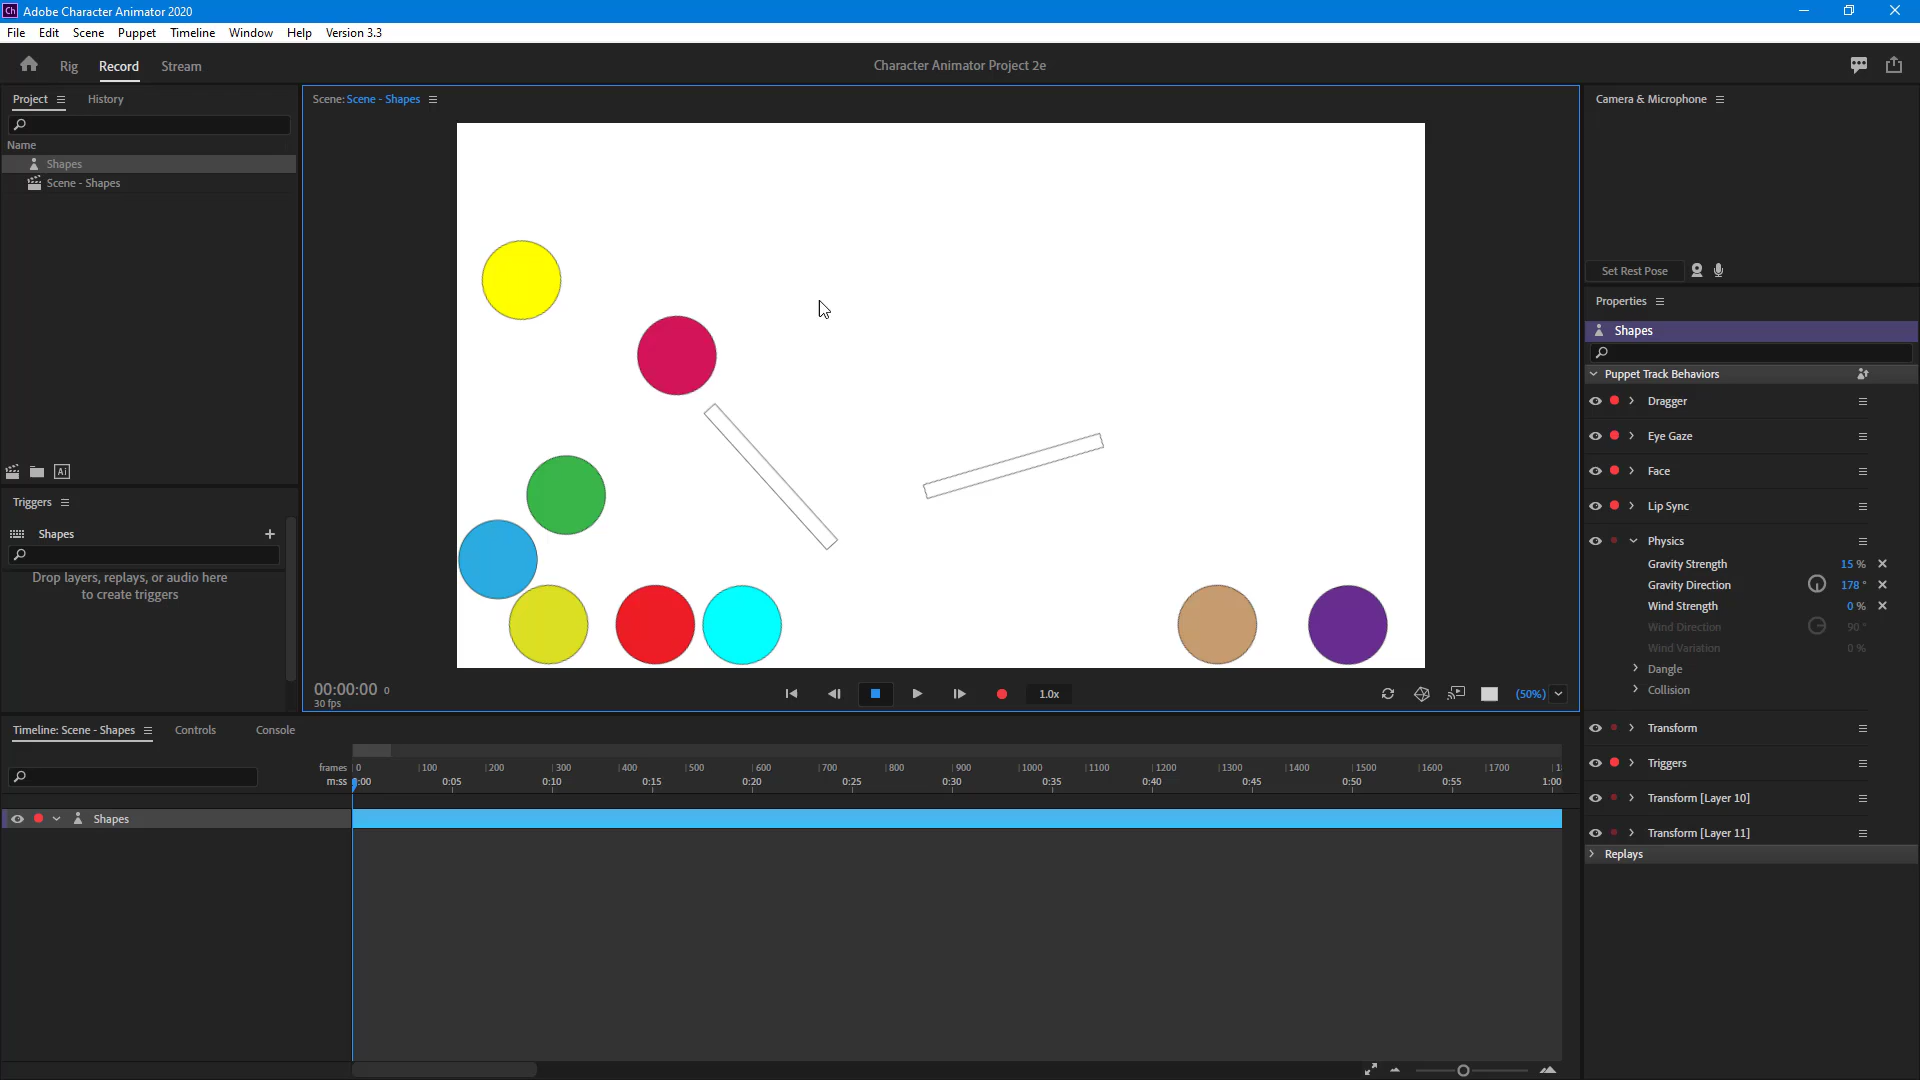 Ch Adobe Character Animator 2020
File Edit Scene Puppet Timeline Window Help Version 3.3
Rig Record Stream
Character Animator Project 2e
Project History
Name
Shapes
Scene - Shapes
Ai
Triggers
Shapes
Drop layers, replays, or audio here
to create triggers
Scene: Scene - Shapes
00:00:00 0
30 fps
1.0x
(50%)
Camera & Microphone
Set Rest Pose
Properties
Shapes
Puppet Track Behaviors
Dragger
Eye Gaze
Face
Lip Sync
Physics
Gravity Strength 15 %
Gravity Direction 178 °
Wind Strength 0 %
Wind Direction 90 °
Wind Variation 0 %
Dangle
Collision
Transform
Triggers
Transform [Layer 10]
Transform [Layer 11]
Replays
Timeline: Scene - Shapes Controls Console
frames 0 100 200 300 400 500 600 700 800 900 1000 1100 1200 1300 1400 1500 1600 1700
m:ss 0:00 0:05 0:10 0:15 0:20 0:25 0:30 0:35 0:40 0:45 0:50 0:55 1:00
Shapes